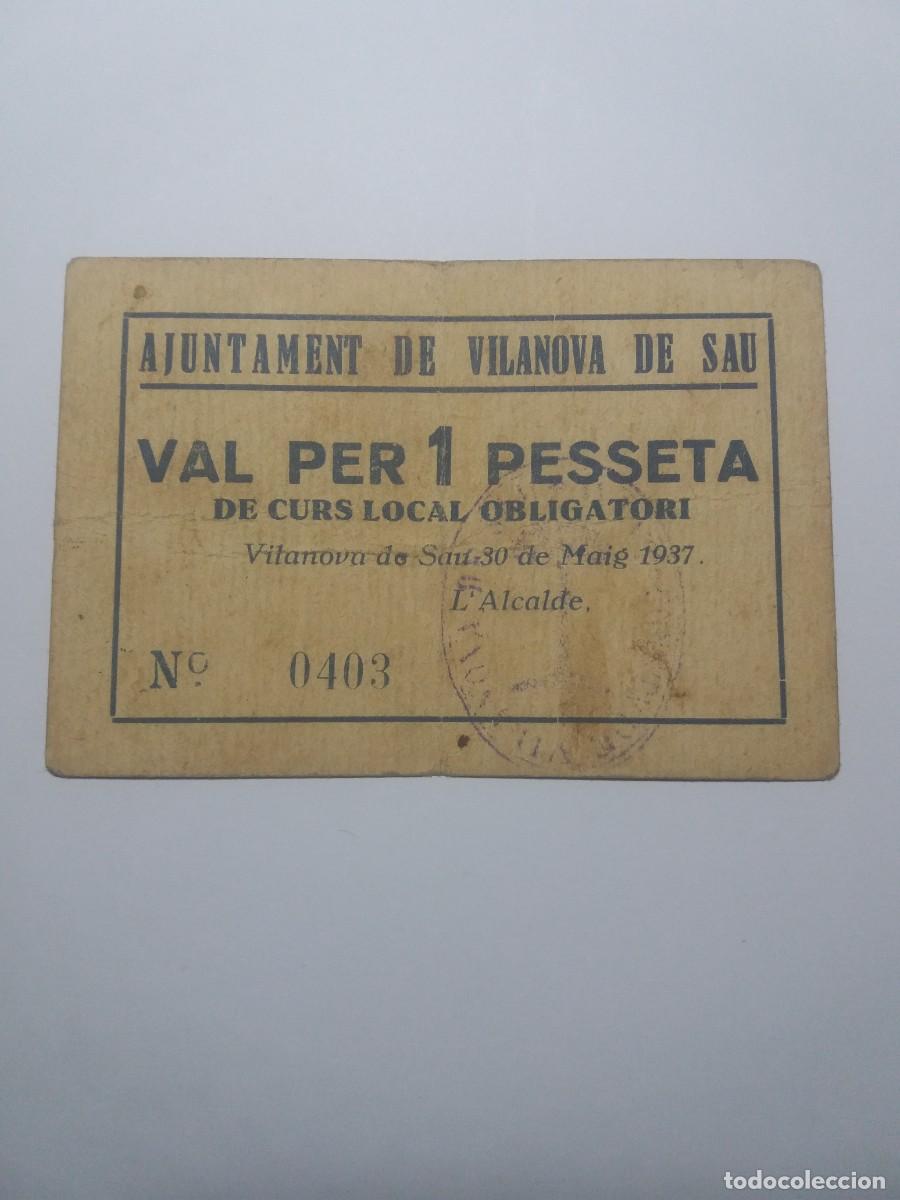 AJUNTAMENT DE VILANOVA DE SAU
VAL PER 1 PESSETA
DE CURS LOCAL OBLIGATORI
Vilanova de Sau 30 de Maig 1937.
L'Alcalde,
Nº 0403
todocoleccion